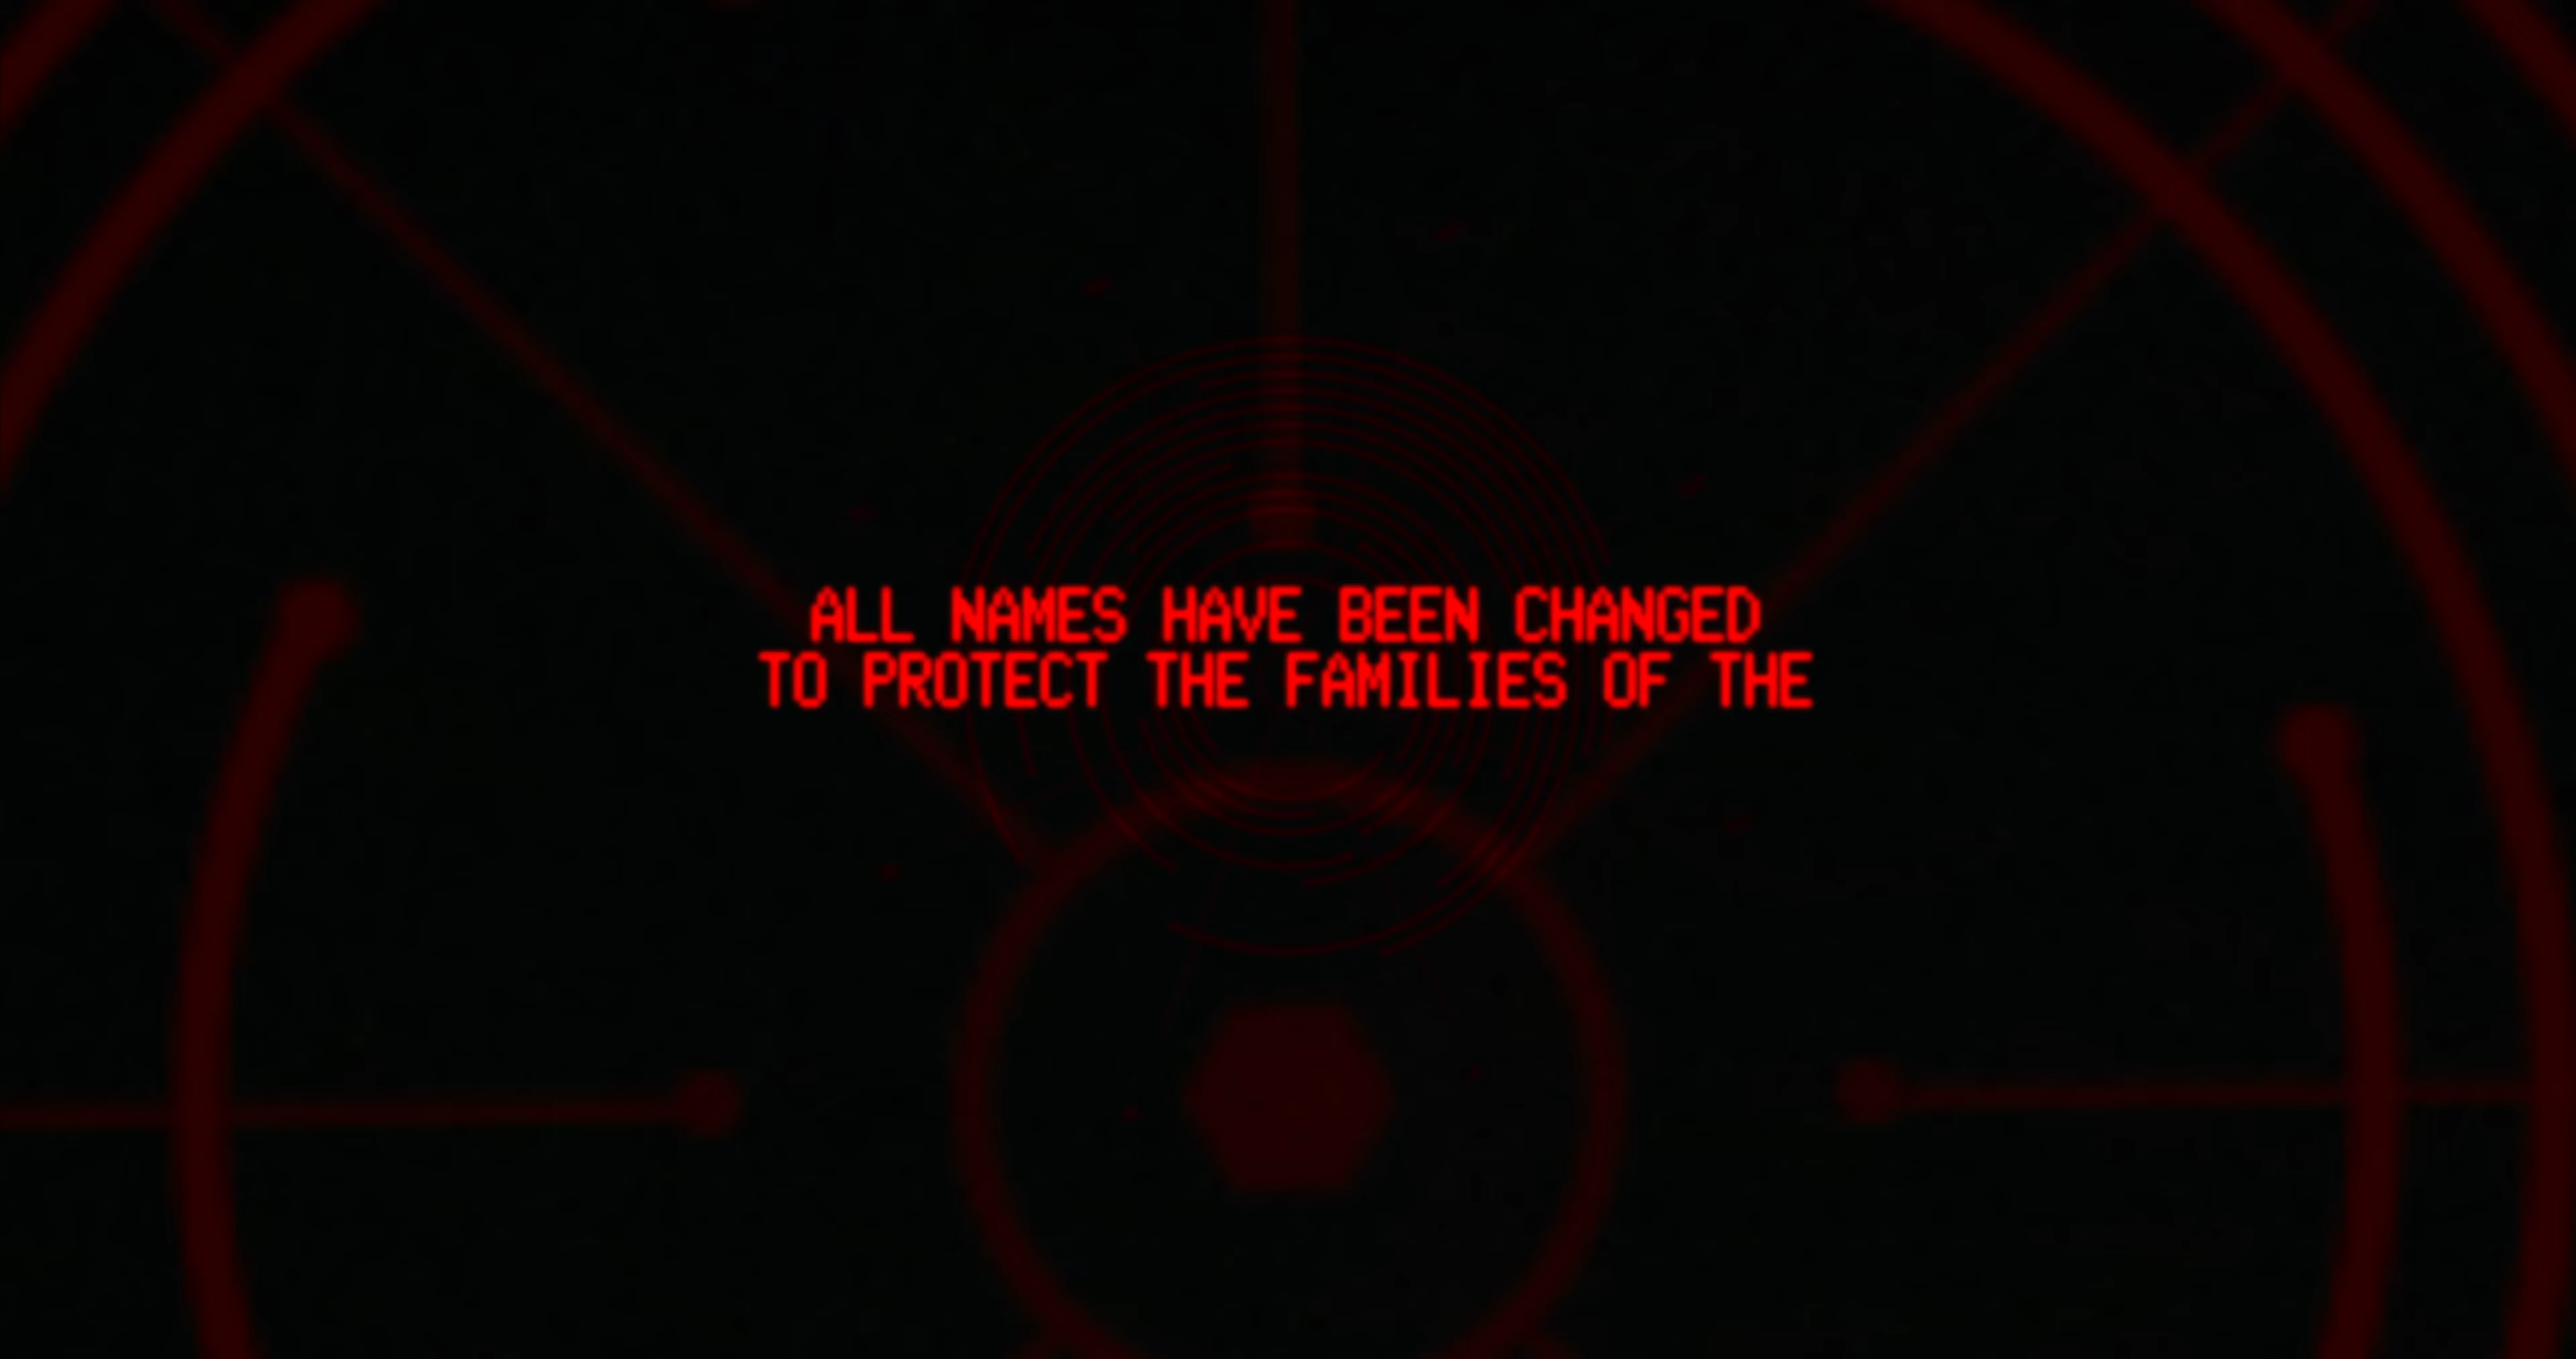 ALL NAMES HAVE BEEN CHANGED
TO PROTECT THE FAMILIES OF THE